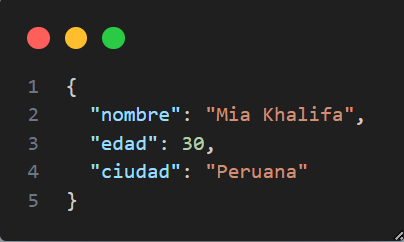 1 {
2 "nombre": "Mia Khalifa",
3 "edad": 30,
4 "ciudad": "Peruana"
5 }